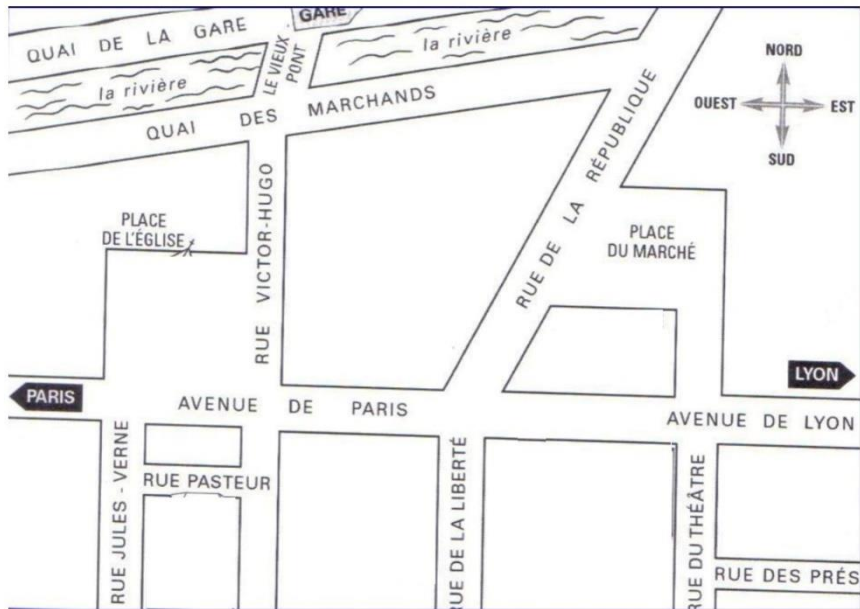 GARE
QUAI DE LA GARE
la rivière
LE VIEUX
PONT
la rivière
QUAI DES MARCHANDS
NORD
OUEST
EST
SUD
RUE DE LA RÉPUBLIQUE
PLACE
DE L'ÉGLISE
RUE VICTOR-HUGO
PLACE
DU MARCHÉ
PARIS
LYON
AVENUE DE PARIS
AVENUE DE LYON
RUE JULES - VERNE
RUE PASTEUR
RUE DE LA LIBERTÉ
RUE DU THÉÂTRE
RUE DES PRÉS